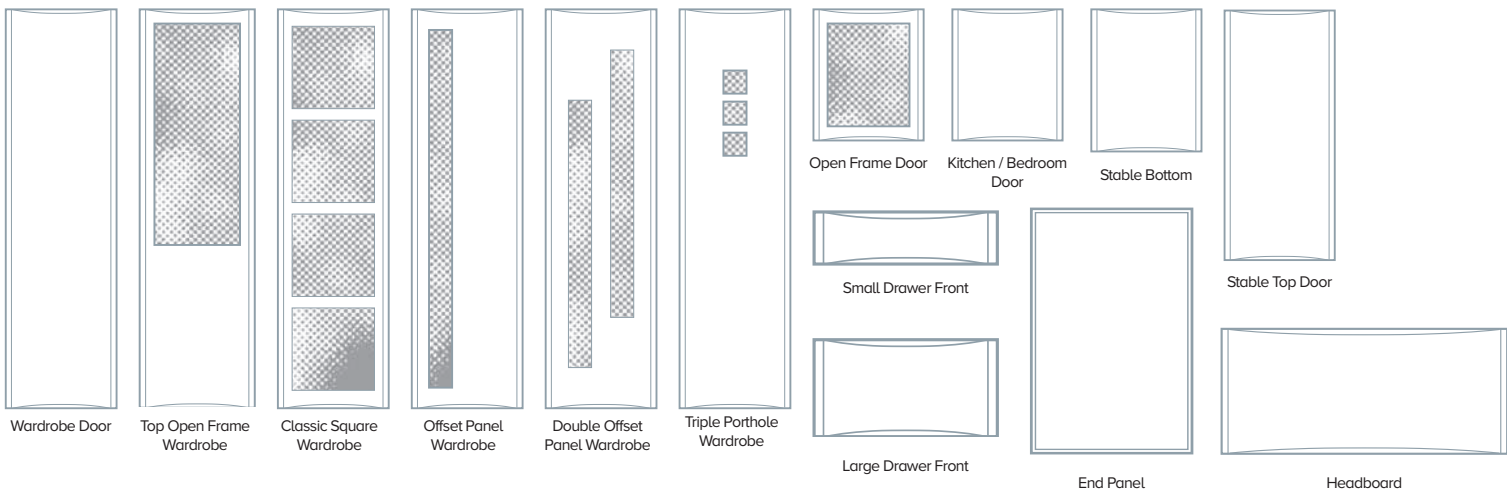 Wardrobe Door
Top Open Frame
Wardrobe
Classic Square
Wardrobe
Offset Panel
Wardrobe
Double Offset
Panel Wardrobe
Triple Porthole
Wardrobe
Open Frame Door
Kitchen / Bedroom
Door
Stable Bottom
Small Drawer Front
Stable Top Door
Large Drawer Front
End Panel
Headboard